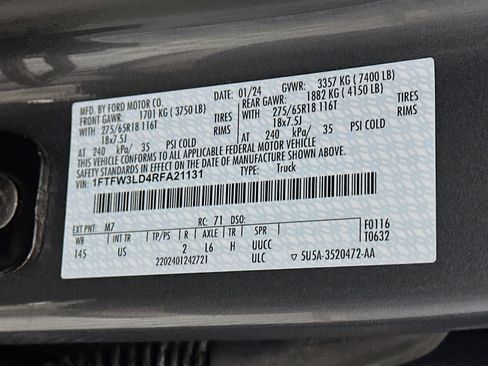 MFD. BY FORD MOTOR CO.
01/24 GVWR: 3357 KG ( 7400 LB)
FRONT GAWR: 1701 KG ( 3750 LB) REAR GAWR: 1882 KG ( 4150 LB)
WITH 275/65R18 116T TIRES WITH 275/65R18 116T TIRES
18x7.5J RIMS 18x7.5J RIMS
AT 240 kPa/ 35 PSI COLD AT 240 kPa/ 35 PSI COLD
THIS VEHICLE CONFORMS TO ALL APPLICABLE FEDERAL MOTOR VEHICLE
SAFETY STANDARDS IN EFFECT ON THE DATE OF MANUFACTURE SHOWN ABOVE.
VIN: 1FTFW3LD4RFA21131 TYPE: Truck
EXT PNT: M7 RC: 71 DSO: F0116
WB INT TR TP/PS R AXLE TR SPR T0632
145 US 2 L6 H UUCC
2202401242721 ULC ▽ 5U5A-3520472-AA